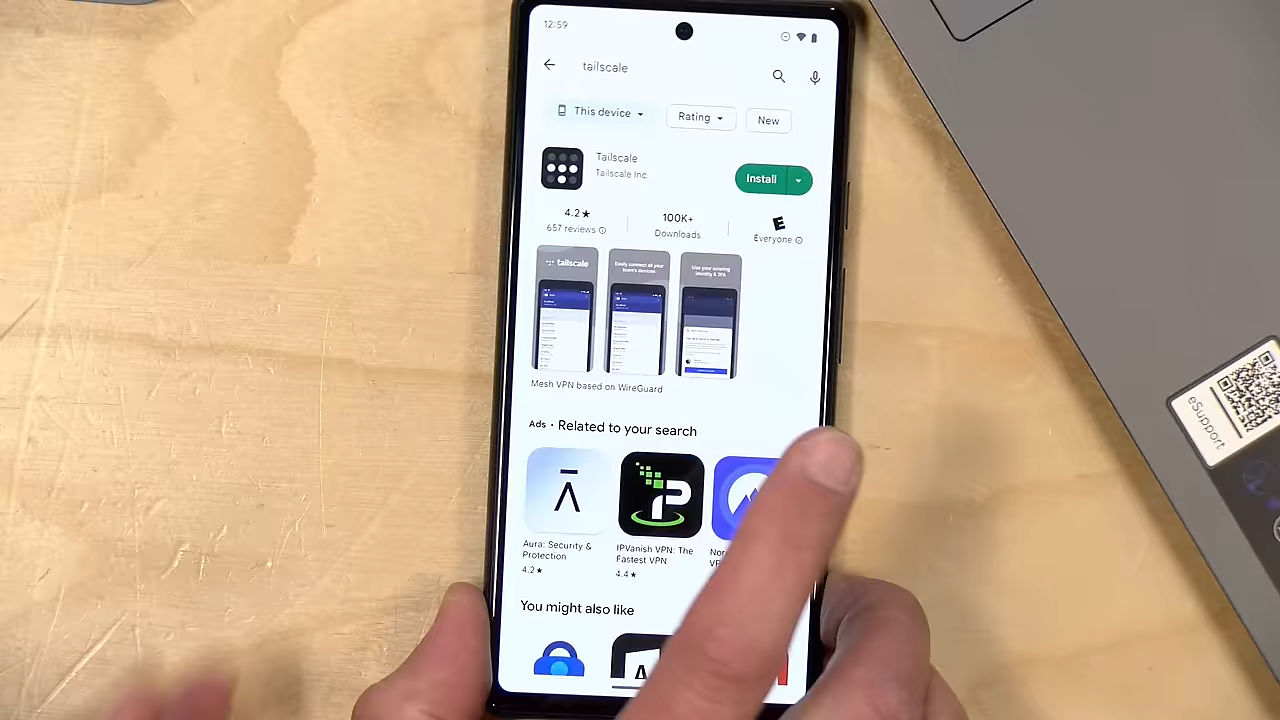 12:59
tailscale
This device
Rating
New
Tailscale
Tailscale Inc.
Install
4.2★
657 reviews
100K+
Downloads
E
Everyone
tailscale
Easily connect all your
team's devices
Use your existing
identity & 2FA
Mesh VPN based on WireGuard
Ads · Related to your search
Aura: Security &
Protection
4.2★
IPVanish VPN: The
Fastest VPN
4.4★
You might also like
eSupport